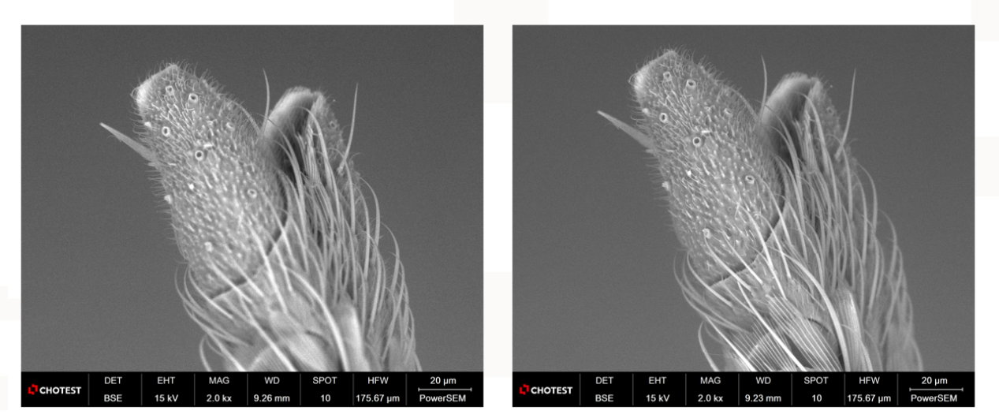 CHOTEST
DET EHT MAG WD SPOT HFW 20 µm
BSE 15 kV 2.0 kx 9.26 mm 10 175.67 µm PowerSEM
CHOTEST
DET EHT MAG WD SPOT HFW 20 µm
BSE 15 kV 2.0 kx 9.23 mm 10 175.67 µm PowerSEM